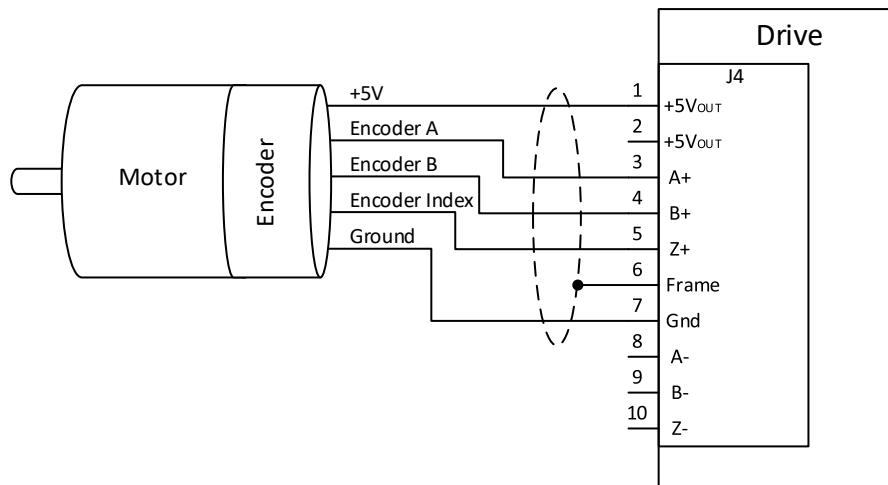 Drive
J4
+5V
1
+5VOUT
2
+5VOUT
Encoder A
3
A+
Encoder B
4
B+
Encoder Index
5
Z+
6
Frame
Ground
7
Gnd
8
A-
9
B-
10
Z-
Motor
Encoder